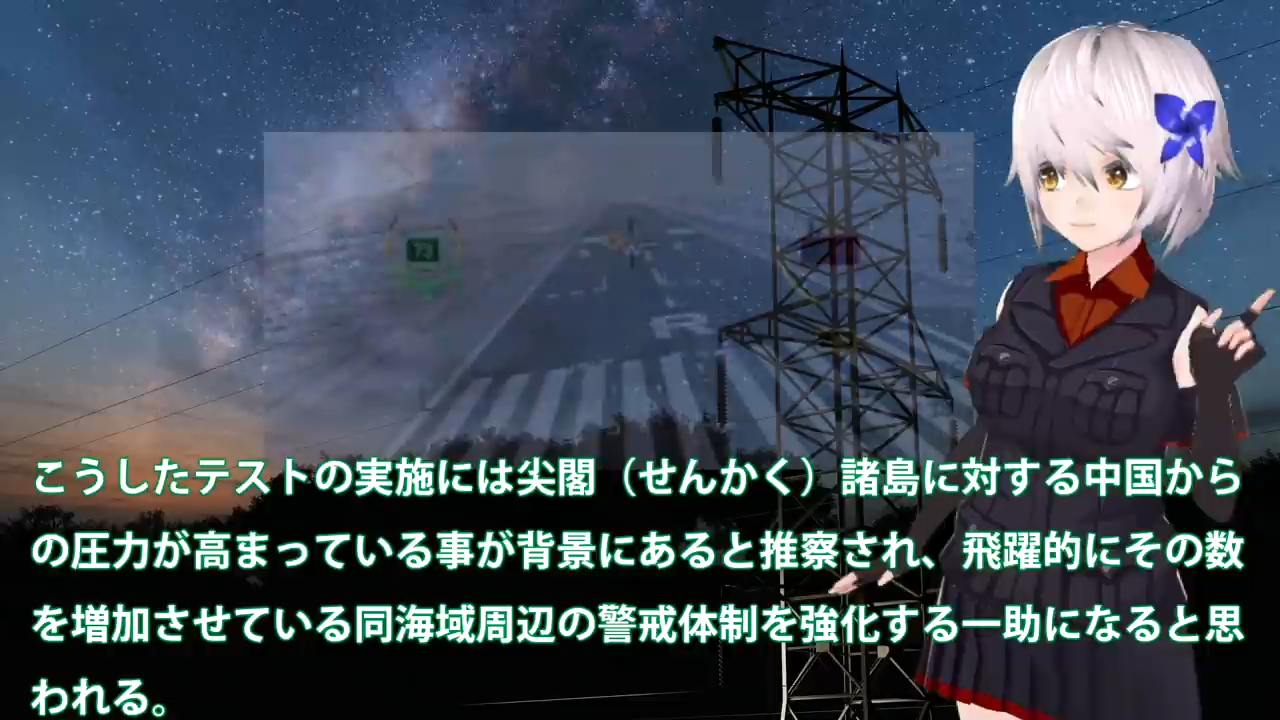 73
R
こうしたテストの実施には尖閣（せんかく）諸島に対する中国から
の圧力が高まっている事が背景にあると推察され、飛躍的にその数
を増加させている同海域周辺の警戒体制を強化する一助になると思
われる。